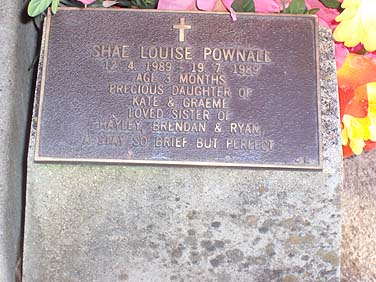 SHAE LOUISE POWNALL
12.4.1989 - 19.7.1989
AGE 3 MONTHS
PRECIOUS DAUGHTER OF
KATE & GRAEME
LOVED SISTER OF
HAYLEY, BRENDAN & RYAN
A STAY SO BRIEF BUT PERFECT